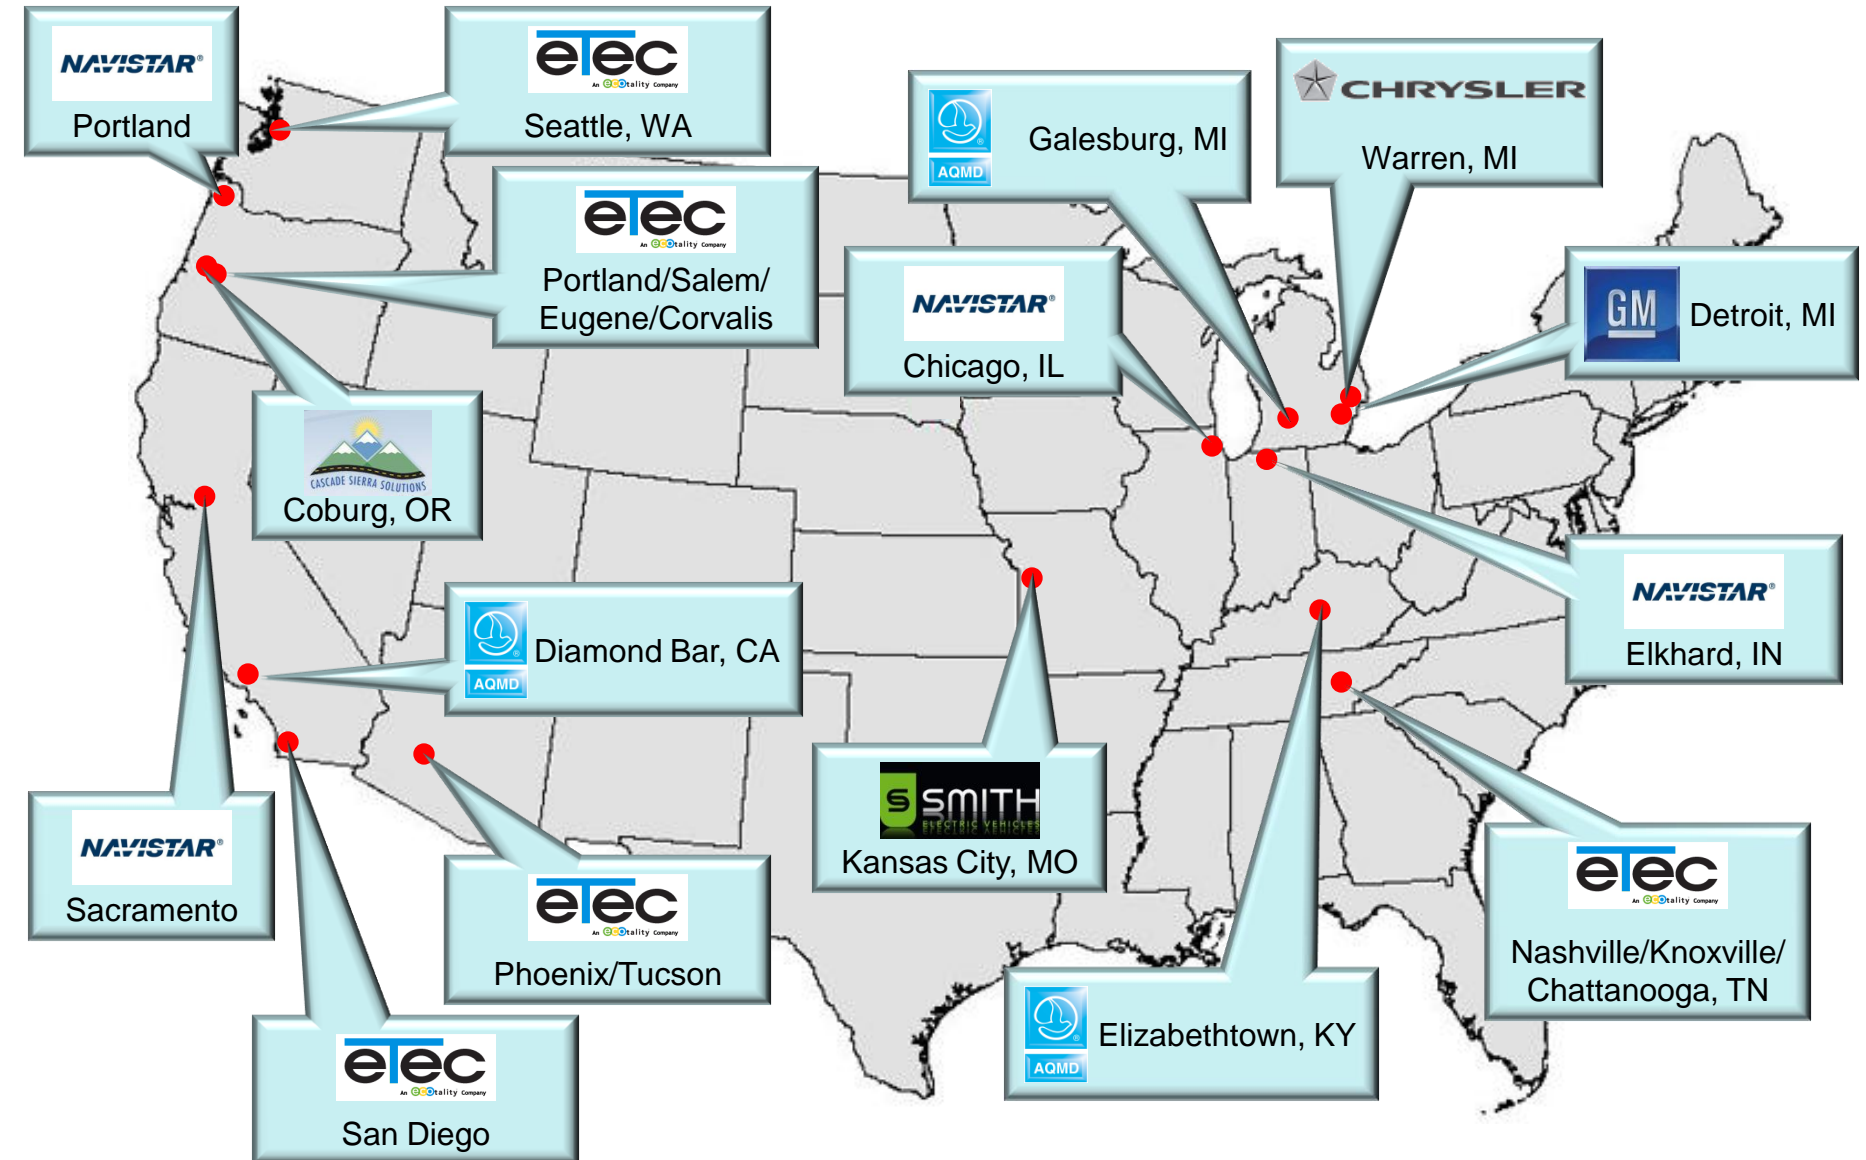 NAVISTAR®
Portland
eTec
An ecotality Company
Seattle, WA
AQMD
Galesburg, MI
CHRYSLER
Warren, MI
eTec
An ecotality Company
Portland/Salem/
Eugene/Corvalis
NAVISTAR®
Chicago, IL
GM
Detroit, MI
CASCADE SIERRA SOLUTIONS
Coburg, OR
NAVISTAR®
Elkhard, IN
AQMD
Diamond Bar, CA
S SMITH
ELECTRIC VEHICLES
Kansas City, MO
NAVISTAR®
Sacramento
eTec
An ecotality Company
Phoenix/Tucson
eTec
An ecotality Company
Nashville/Knoxville/
Chattanooga, TN
AQMD
Elizabethtown, KY
eTec
An ecotality Company
San Diego